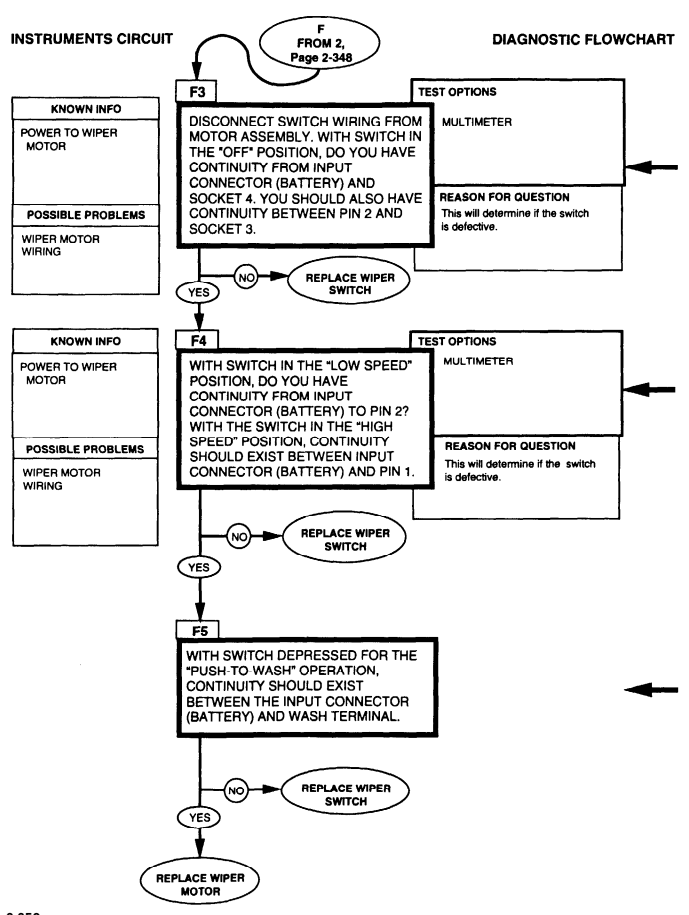 INSTRUMENTS CIRCUIT
DIAGNOSTIC FLOWCHART
F
FROM 2,
Page 2-348
F3
KNOWN INFO
POWER TO WIPER
MOTOR
POSSIBLE PROBLEMS
WIPER MOTOR
WIRING
DISCONNECT SWITCH WIRING FROM
MOTOR ASSEMBLY. WITH SWITCH IN
THE "OFF" POSITION, DO YOU HAVE
CONTINUITY FROM INPUT
CONNECTOR (BATTERY) AND
SOCKET 4. YOU SHOULD ALSO HAVE
CONTINUITY BETWEEN PIN 2 AND
SOCKET 3.
TEST OPTIONS
MULTIMETER
REASON FOR QUESTION
This will determine if the switch
is defective.
NO
REPLACE WIPER
SWITCH
YES
F4
KNOWN INFO
POWER TO WIPER
MOTOR
POSSIBLE PROBLEMS
WIPER MOTOR
WIRING
WITH SWITCH IN THE "LOW SPEED"
POSITION, DO YOU HAVE
CONTINUITY FROM INPUT
CONNECTOR (BATTERY) TO PIN 2?
WITH THE SWITCH IN THE "HIGH
SPEED" POSITION, CONTINUITY
SHOULD EXIST BETWEEN INPUT
CONNECTOR (BATTERY) AND PIN 1.
TEST OPTIONS
MULTIMETER
REASON FOR QUESTION
This will determine if the switch
is defective.
NO
REPLACE WIPER
SWITCH
YES
F5
WITH SWITCH DEPRESSED FOR THE
"PUSH-TO-WASH" OPERATION,
CONTINUITY SHOULD EXIST
BETWEEN THE INPUT CONNECTOR
(BATTERY) AND WASH TERMINAL.
NO
REPLACE WIPER
SWITCH
YES
REPLACE WIPER
MOTOR